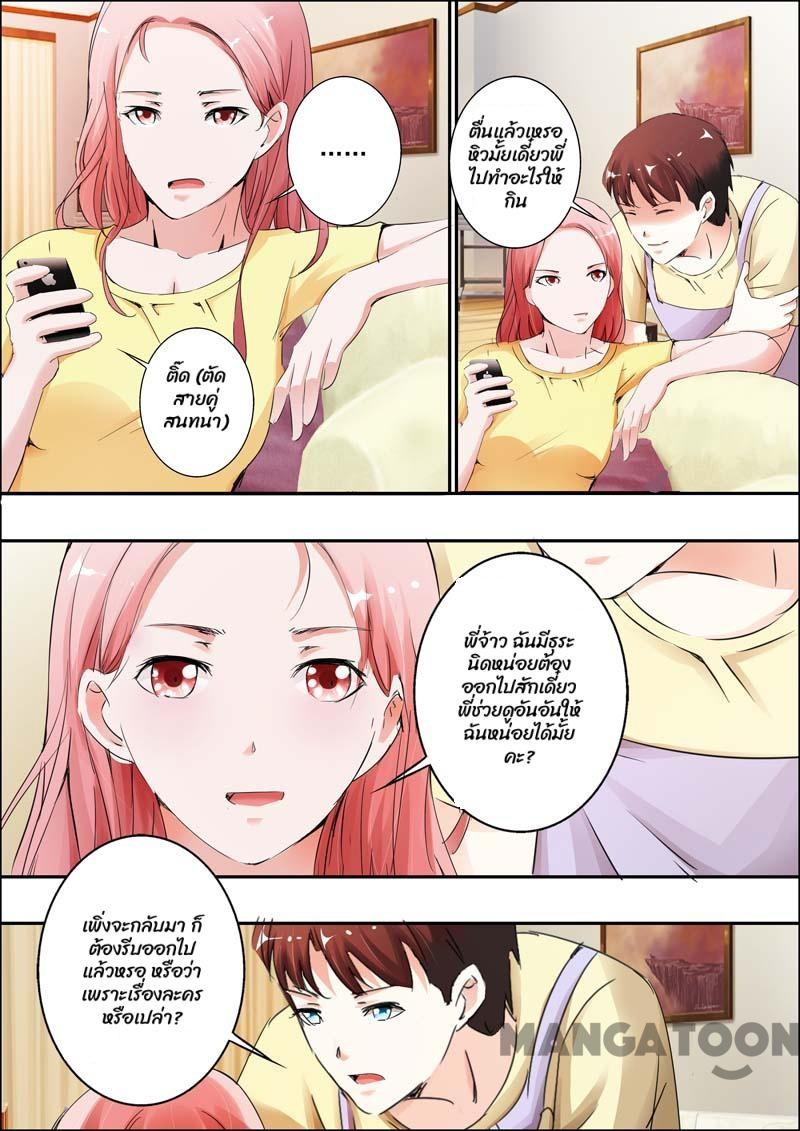 ......
ติ๊ด (ตัด
สายคู่
สนทนา)
ตื่นแล้วเหรอ
หิวมั้ยเดี๋ยวพี่
ไปทำอะไรให้
กิน
พี่จ้าว ฉันมีธุระ
นิดหน่อยต้อง
ออกไปสักเดี๋ยว
พี่ช่วยดูอันอันให้
ฉันหน่อยได้มั้ย
คะ?
เพิ่งจะกลับมา ก็
ต้องรีบออกไป
แล้วหรอ หรือว่า
เพราะเรื่องละคร
หรือเปล่า?
MANGATOON